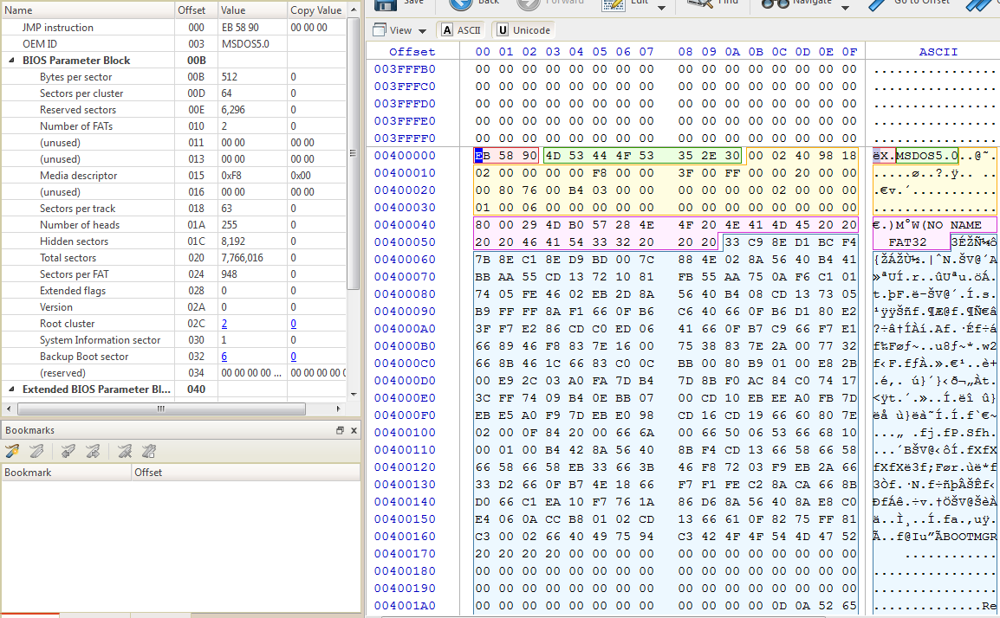 Name Offset Value Copy Value
JMP instruction 000 EB 58 90 00 00 00
OEM ID 003 MSDOS5.0
BIOS Parameter Block 00B
Bytes per sector 00B 512 0
Sectors per cluster 00D 64 0
Reserved sectors 00E 6,296 0
Number of FATs 010 2 0
(unused) 011 00 00 00 00
(unused) 013 00 00 00 00
Media descriptor 015 0xF8 0x00
(unused) 016 00 00 00 00
Sectors per track 018 63 0
Number of heads 01A 255 0
Hidden sectors 01C 8,192 0
Total sectors 020 7,766,016 0
Sectors per FAT 024 948 0
Extended flags 028 0 0
Version 02A 0 0
Root cluster 02C 2 0
System Information sector 030 1 0
Backup Boot sector 032 6 0
(reserved) 034 00 00 00 00 ... 00 00 00 00 0
Extended BIOS Parameter Bl... 040
Bookmarks
Bookmark Offset
Save Back Forward Edit Find Navigate Go to Offset
View A ASCII U Unicode
Offset 00 01 02 03 04 05 06 07 08 09 0A 0B 0C 0D 0E 0F ASCII
003FFFB0 00 00 00 00 00 00 00 00 00 00 00 00 00 00 00 00 ................
003FFFC0 00 00 00 00 00 00 00 00 00 00 00 00 00 00 00 00 ................
003FFFD0 00 00 00 00 00 00 00 00 00 00 00 00 00 00 00 00 ................
003FFFE0 00 00 00 00 00 00 00 00 00 00 00 00 00 00 00 00 ................
003FFFF0 00 00 00 00 00 00 00 00 00 00 00 00 00 00 00 00 ................
00400000 EB 58 90 4D 53 44 4F 53 35 2E 30 00 02 40 98 18 ëX.MSDOS5.0..@˜.
00400010 02 00 00 00 00 F8 00 00 3F 00 FF 00 00 20 00 00 .....ø..?.ÿ.. ..
00400020 00 80 76 00 B4 03 00 00 00 00 00 00 02 00 00 00 .€v.´...........
00400030 01 00 06 00 00 00 00 00 00 00 00 00 00 00 00 00 ................
00400040 80 00 29 4D B0 57 28 4E 4F 20 4E 41 4D 45 20 20 €.)M°W(NO NAME
00400050 20 20 46 41 54 33 32 20 20 20 33 C9 8E D1 BC F4 FAT32 3ÉŽÑ¼ô
00400060 7B 8E C1 8E D9 BD 00 7C 88 4E 02 8A 56 40 B4 41 {ŽÁŽÙ½.|ˆN.ŠV@´A
00400070 BB AA 55 CD 13 72 10 81 FB 55 AA 75 0A F6 C1 01 »ªUÍ.r..ûUªu.öÁ.
00400080 74 05 FE 46 02 EB 2D 8A 56 40 B4 08 CD 13 73 05 t.þF.ë-ŠV@´.Í.s.
00400090 B9 FF FF 8A F1 66 0F B6 C6 40 66 0F B6 D1 80 E2 ¹ÿÿŠñf.¶Æ@f.¶Ñ€â
004000A0 3F F7 E2 86 CD C0 ED 06 41 66 0F B7 C9 66 F7 E1 ?÷â†ÍÀí.Af.·Éf÷á
004000B0 66 89 46 F8 83 7E 16 00 75 38 83 7E 2A 00 77 32 f‰Føƒ~..u8ƒ~*.w2
004000C0 66 8B 46 1C 66 83 C0 0C BB 00 80 B9 01 00 E8 2B f‹F.fƒÀ.».€¹..è+
004000D0 00 E9 2C 03 A0 FA 7D B4 7D 8B F0 AC 84 C0 74 17 .é,. ú}´}‹ð¬„Àt.
004000E0 3C FF 74 09 B4 0E BB 07 00 CD 10 EB EE A0 FB 7D <ÿt.´.»..Í.ëî û}
004000F0 EB E5 A0 F9 7D EB E0 98 CD 16 CD 19 66 60 80 7E ëå ù}ëà˜Í.Í.f`€~
00400100 02 00 0F 84 20 00 66 6A 00 66 50 06 53 66 68 10 ...„ .fj.fP.Sfh.
00400110 00 01 00 B4 42 8A 56 40 8B F4 CD 13 66 58 66 58 ...´BŠV@‹ôÍ.fXfX
00400120 66 58 66 58 EB 33 66 3B 46 F8 72 03 F9 EB 2A 66 fXfXë3f;Før.ùë*f
00400130 33 D2 66 0F B7 4E 18 66 F7 F1 FE C2 8A CA 66 8B 3Òf.·N.f÷ñþÂŠÊf‹
00400140 D0 66 C1 EA 10 F7 76 1A 86 D6 8A 56 40 8A E8 C0 ÐfÁê.÷v.†ÖŠV@ŠèÀ
00400150 E4 06 0A CC B8 01 02 CD 13 66 61 0F 82 75 FF 81 ä..Ì¸..Í.fa.‚uÿ.
00400160 C3 00 02 66 40 49 75 94 C3 42 4F 4F 54 4D 47 52 Ã..f@Iu”ÃBOOTMGR
00400170 20 20 20 20 00 00 00 00 00 00 00 00 00 00 00 00 ............
00400180 00 00 00 00 00 00 00 00 00 00 00 00 00 00 00 00 ................
00400190 00 00 00 00 00 00 00 00 00 00 00 00 00 00 00 00 ................
004001A0 00 00 00 00 00 00 00 00 00 00 00 00 0D 0A 52 65 ..............Re